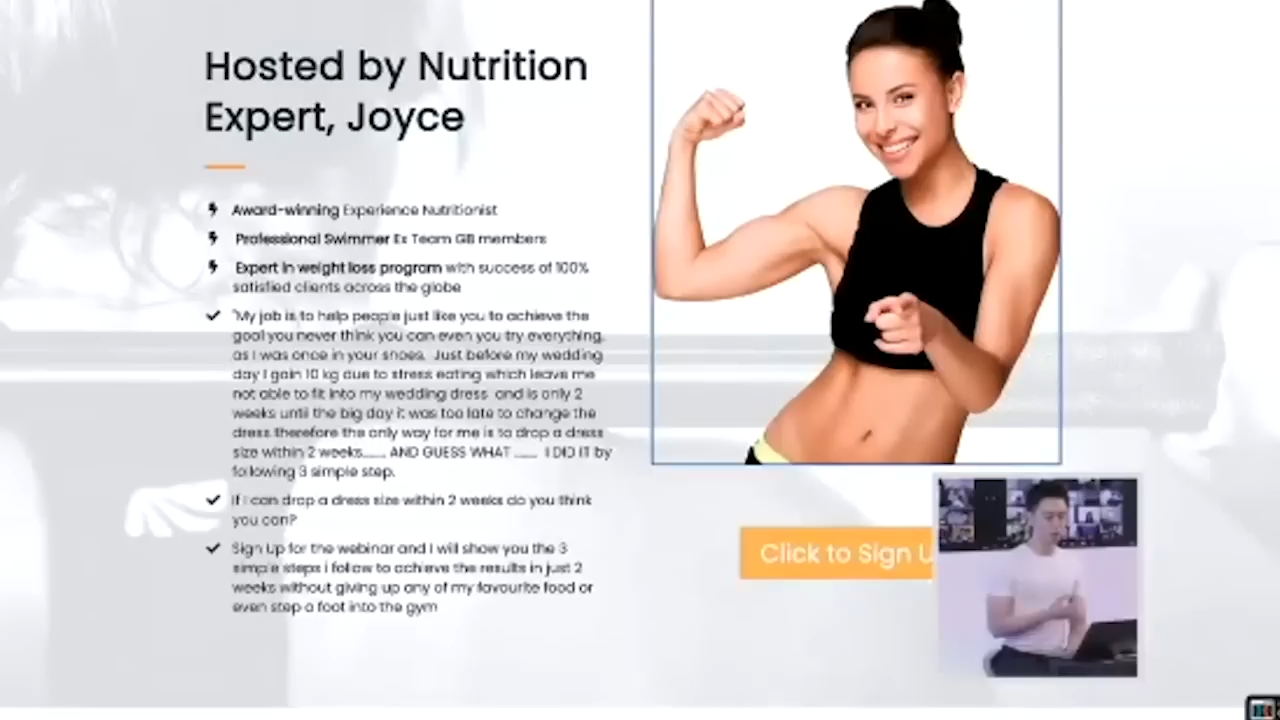 Hosted by Nutrition
Expert, Joyce
Award-winning Experience Nutritionist
Professional Swimmer Ex Team GB members
Expert in weight loss program with success of 100%
satisfied clients across the globe
"My job is to help people just like you to achieve the
goal you never think you can even you try everything,
as I was once in your shoes. Just before my wedding
day I gain 10 kg due to stress eating which leave me
not able to fit into my wedding dress and is only 2
weeks until the big day it was too late to change the
dress therefore the only way for me is to drop a dress
size within 2 weeks....... AND GUESS WHAT ....... I DID IT by
following 3 simple step.
If I can drop a dress size within 2 weeks do you think
you can?
Sign Up for the webinar and I will show you the 3
simple steps I follow to achieve the results in just 2
weeks without giving up any of my favourite food or
even step a foot into the gym
Click to Sign U